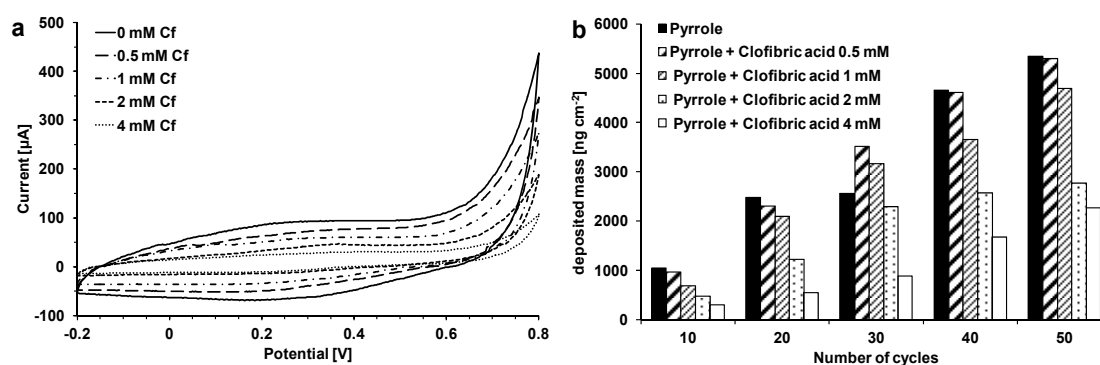 a
500
400
300
200
100
0
-100
Current [µA]
0 mM Cf
0.5 mM Cf
1 mM Cf
2 mM Cf
4 mM Cf
-0.2
0
0.2
0.4
0.6
0.8
Potential [V]
b
6000
5000
4000
3000
2000
1000
0
deposited mass [ng cm⁻²]
Pyrrole
Pyrrole + Clofibric acid 0.5 mM
Pyrrole + Clofibric acid 1 mM
Pyrrole + Clofibric acid 2 mM
Pyrrole + Clofibric acid 4 mM
10
20
30
40
50
Number of cycles